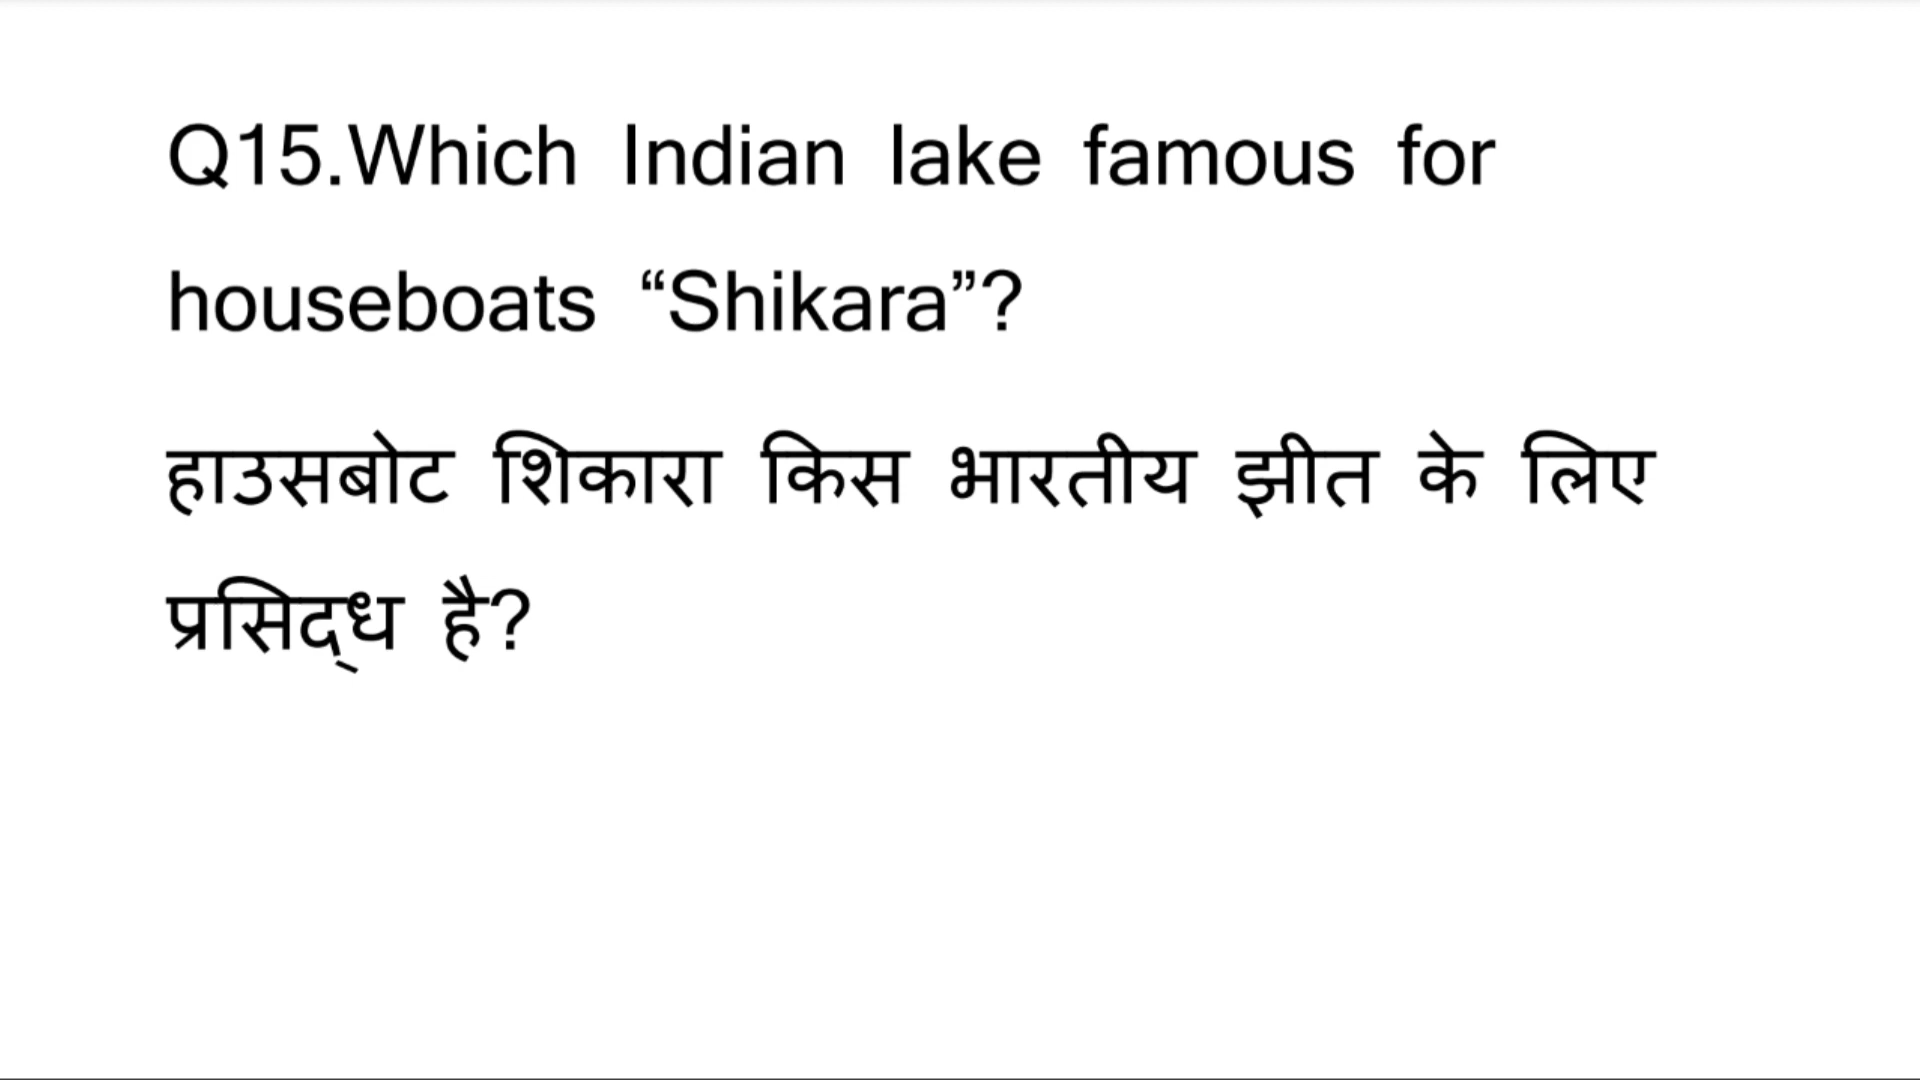 Q15.Which Indian lake famous for
houseboats “Shikara”?
हाउसबोट शिकारा किस भारतीय झीत के लिए
प्रसिद्‌ध है?